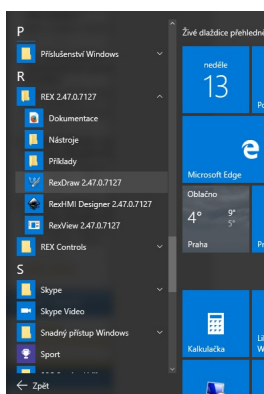 P
Příslušenství Windows
R
REX 2.47.0.7127
Dokumentace
Nástroje
Příklady
RexDraw 2.47.0.7127
RexHMI Designer 2.47.0.7127
RexView 2.47.0.7127
REX Controls
S
Skype
Skype Video
Snadný přístup Windows
Sport
Zpět
Živé dlaždice přehledně
neděle
13
Microsoft Edge
Oblačno
4°
9°
5°
Praha
Kalkulačka